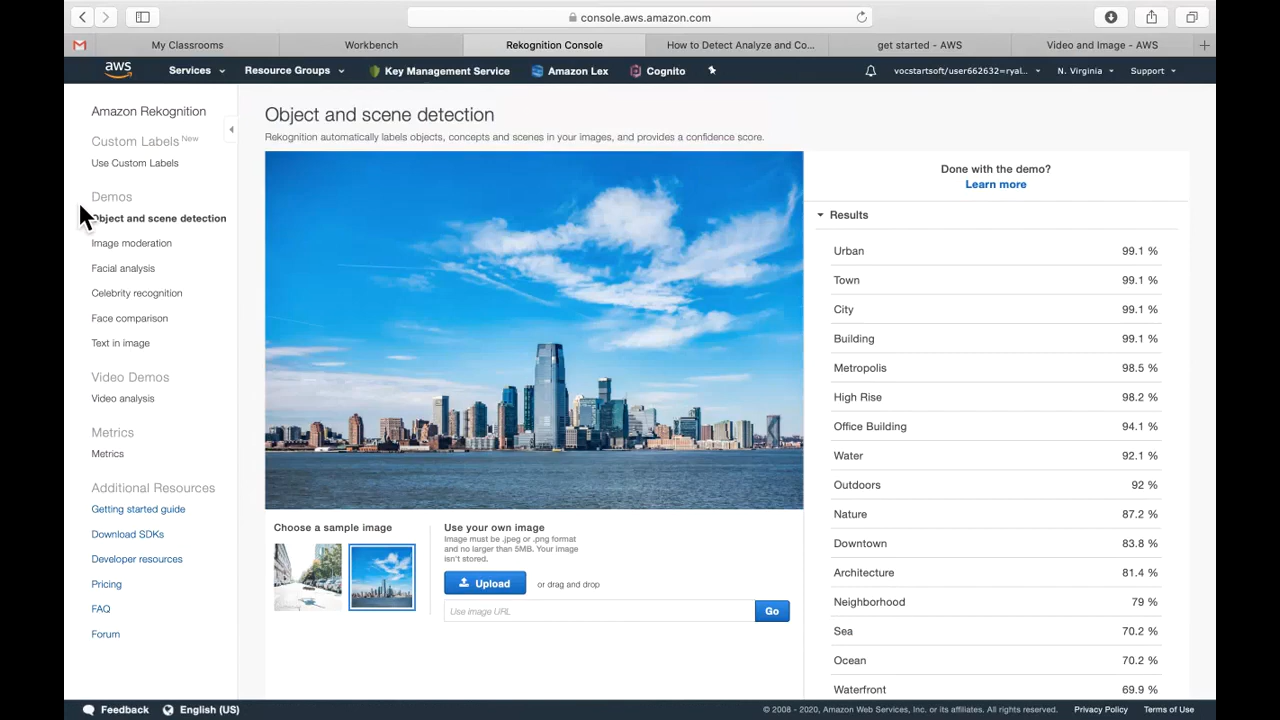 console.aws.amazon.com
My Classrooms
Workbench
Rekognition Console
How to Detect Analyze and Co...
get started - AWS
Video and Image - AWS
aws
Services
Resource Groups
Key Management Service
Amazon Lex
Cognito
vocstartsoft/user662632=ryal...
N. Virginia
Support
Amazon Rekognition
Custom Labels New
Use Custom Labels
Demos
Object and scene detection
Image moderation
Facial analysis
Celebrity recognition
Face comparison
Text in image
Video Demos
Video analysis
Metrics
Metrics
Additional Resources
Getting started guide
Download SDKs
Developer resources
Pricing
FAQ
Forum
Object and scene detection
Rekognition automatically labels objects, concepts and scenes in your images, and provides a confidence score.
Choose a sample image
Use your own image
Image must be .jpeg or .png format
and no larger than 5MB. Your image
isn't stored.
Upload
or drag and drop
Use image URL
Go
Done with the demo?
Learn more
Results
Urban 99.1 %
Town 99.1 %
City 99.1 %
Building 99.1 %
Metropolis 98.5 %
High Rise 98.2 %
Office Building 94.1 %
Water 92.1 %
Outdoors 92 %
Nature 87.2 %
Downtown 83.8 %
Architecture 81.4 %
Neighborhood 79 %
Sea 70.2 %
Ocean 70.2 %
Waterfront 69.9 %
Feedback
English (US)
© 2008 - 2020, Amazon Web Services, Inc. or its affiliates. All rights reserved.
Privacy Policy
Terms of Use